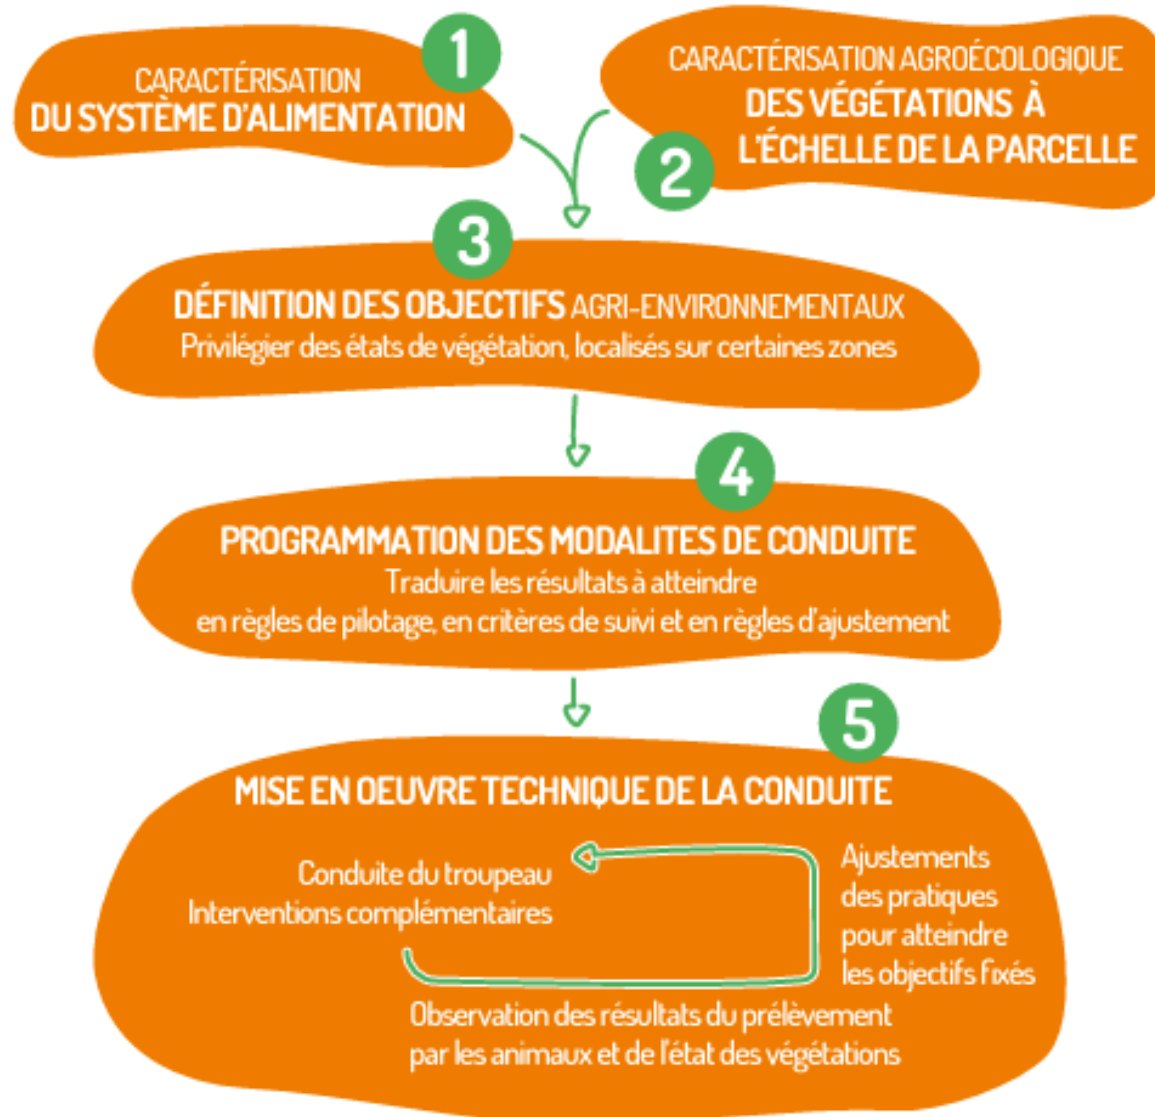 1
CARACTÉRISATION
DU SYSTÈME D'ALIMENTATION
CARACTÉRISATION AGROÉCOLOGIQUE
DES VÉGÉTATIONS À
L'ÉCHELLE DE LA PARCELLE
2
3
DÉFINITION DES OBJECTIFS AGRI-ENVIRONNEMENTAUX
Privilégier des états de végétation, localisés sur certaines zones
4
PROGRAMMATION DES MODALITES DE CONDUITE
Traduire les résultats à atteindre
en règles de pilotage, en critères de suivi et en règles d'ajustement
5
MISE EN OEUVRE TECHNIQUE DE LA CONDUITE
Conduite du troupeau
Interventions complémentaires
Ajustements
des pratiques
pour atteindre
les objectifs fixés
Observation des résultats du prélèvement
par les animaux et de l'état des végétations